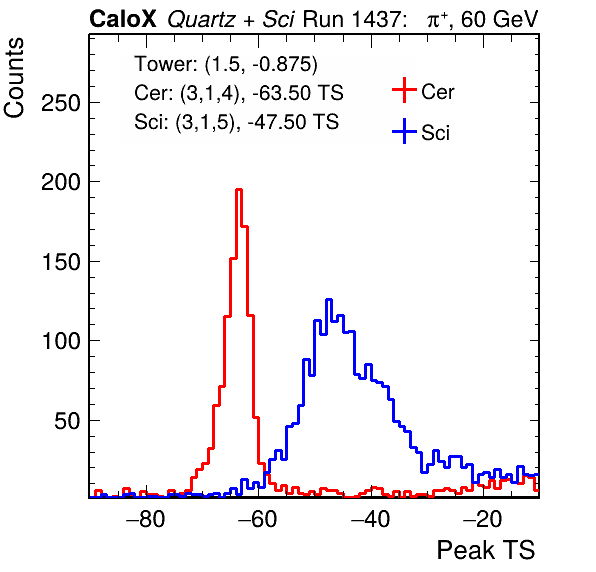 CaloX Quartz + Sci Run 1437: π⁺, 60 GeV
Counts
Tower: (1.5, -0.875)
Cer: (3,1,4), -63.50 TS
Sci: (3,1,5), -47.50 TS
Cer
Sci
250
200
150
100
50
−80 −60 −40 −20
Peak TS